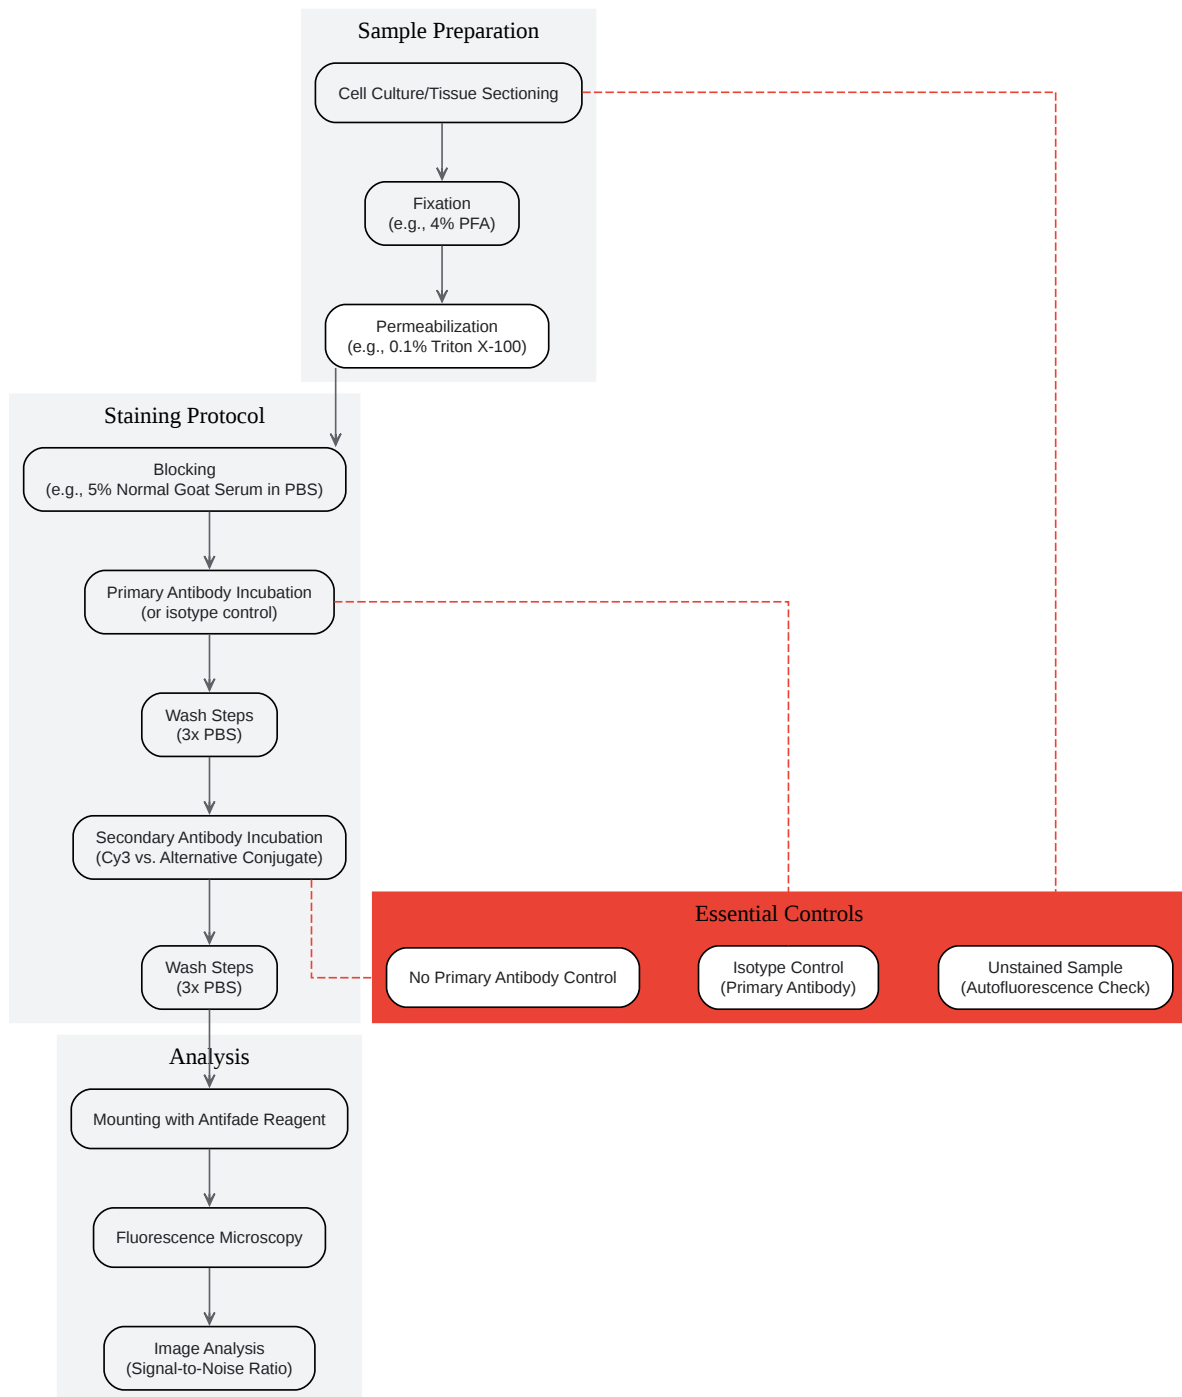 Sample Preparation
Cell Culture/Tissue Sectioning
Fixation
(e.g., 4% PFA)
Permeabilization
(e.g., 0.1% Triton X-100)
Staining Protocol
Blocking
(e.g., 5% Normal Goat Serum in PBS)
Primary Antibody Incubation
(or isotype control)
Wash Steps
(3x PBS)
Secondary Antibody Incubation
(Cy3 vs. Alternative Conjugate)
Wash Steps
(3x PBS)
Essential Controls
No Primary Antibody Control
Isotype Control
(Primary Antibody)
Unstained Sample
(Autofluorescence Check)
Analysis
Mounting with Antifade Reagent
Fluorescence Microscopy
Image Analysis
(Signal-to-Noise Ratio)